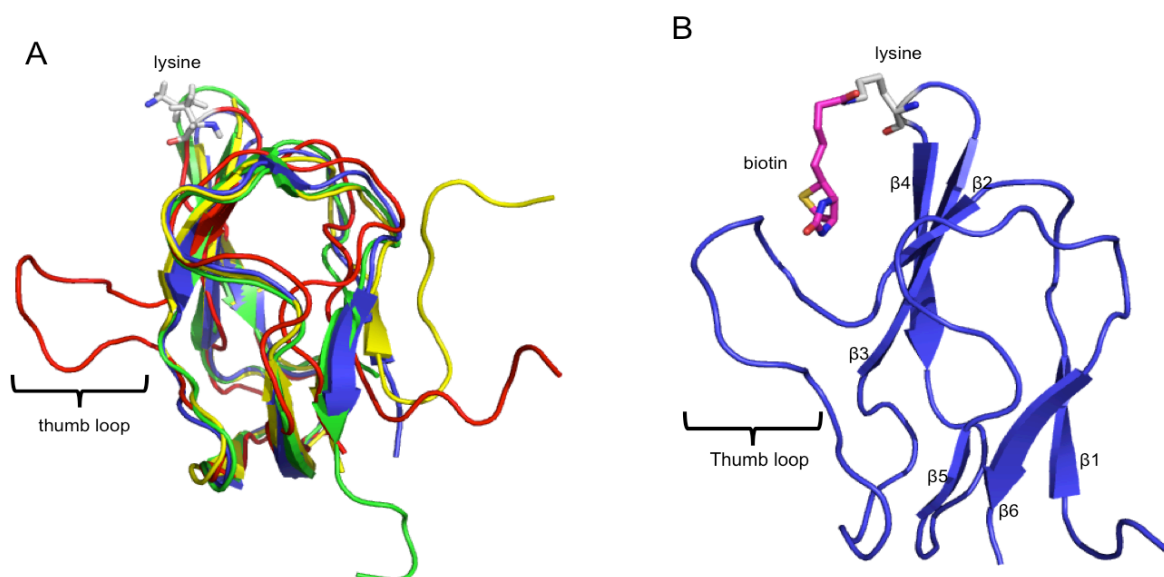 A
lysine
thumb loop
B
lysine
biotin
β4
β2
β3
Thumb loop
β5
β1
β6